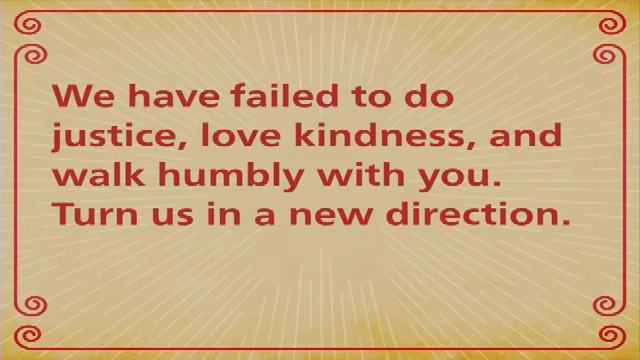 We have failed to do
justice, love kindness, and
walk humbly with you.
Turn us in a new direction.